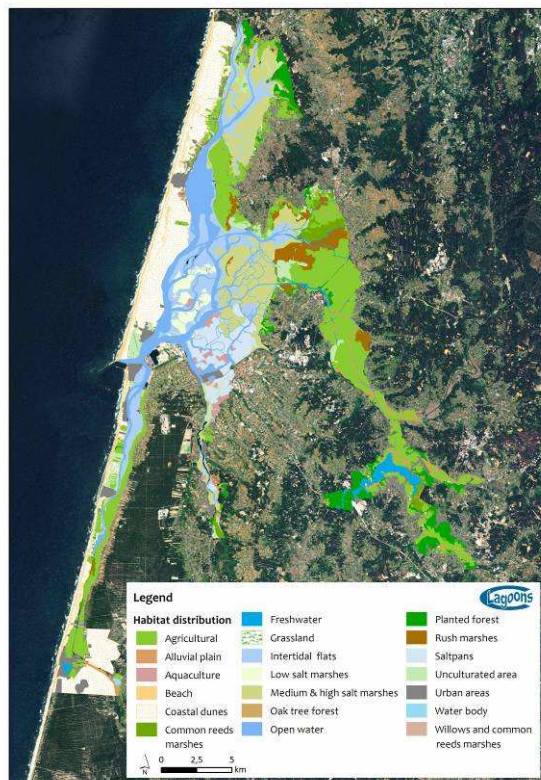 Legend
Lagoons
Habitat distribution
Agricultural
Alluvial plain
Aquaculture
Beach
Coastal dunes
Common reeds
marshes
Freshwater
Grassland
Intertidal flats
Low salt marshes
Medium & high salt marshes
Oak tree forest
Open water
Planted forest
Rush marshes
Saltpans
Unculturated area
Urban areas
Water body
Willows and common
reeds marshes
N
0 2,5 5
km